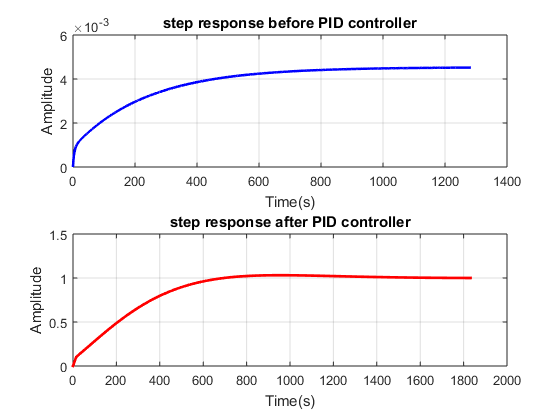 step response before PID controller
×10⁻³
6
4
2
0
Amplitude
0 200 400 600 800 1000 1200 1400
Time(s)
step response after PID controller
1.5
1
0.5
0
Amplitude
0 200 400 600 800 1000 1200 1400 1600 1800 2000
Time(s)